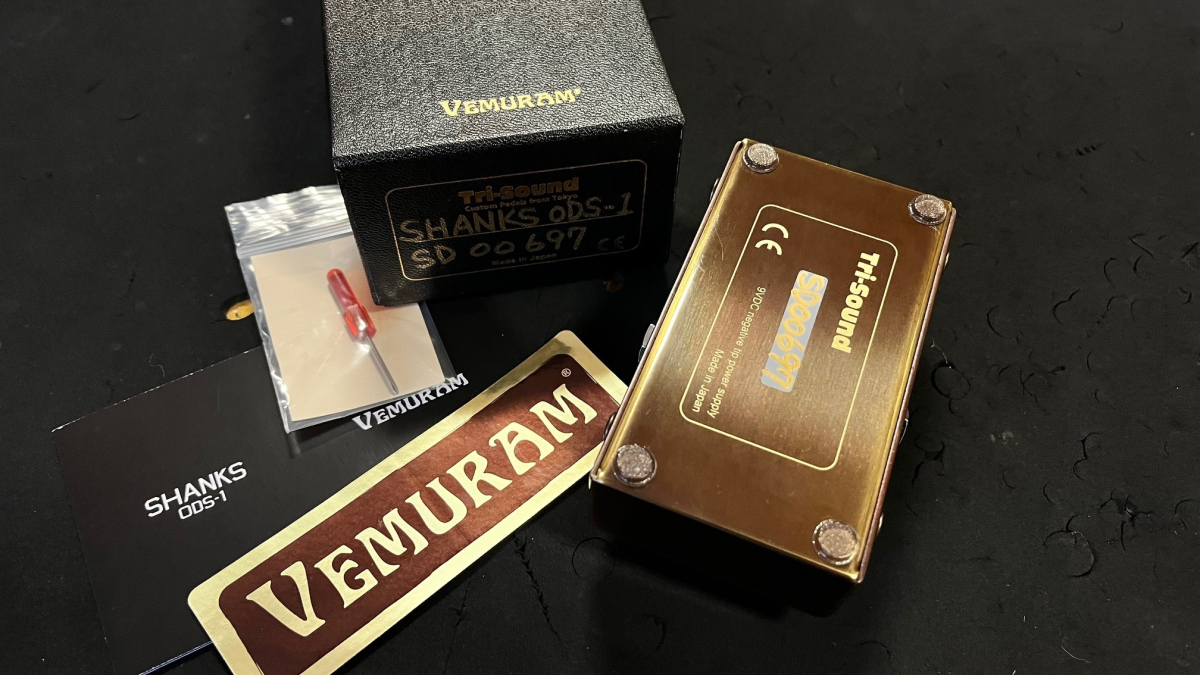 VEMURAM®
Tri-Sound
Custom Pedals from Tokyo
SHANKS ODS-1
SD 00697 CE
Made in Japan
VEMURAM
SHANKS
ODS-1
VEMURAM®
Tri-Sound
SD00697
9VDC negative tip power supply
Made in Japan
CE